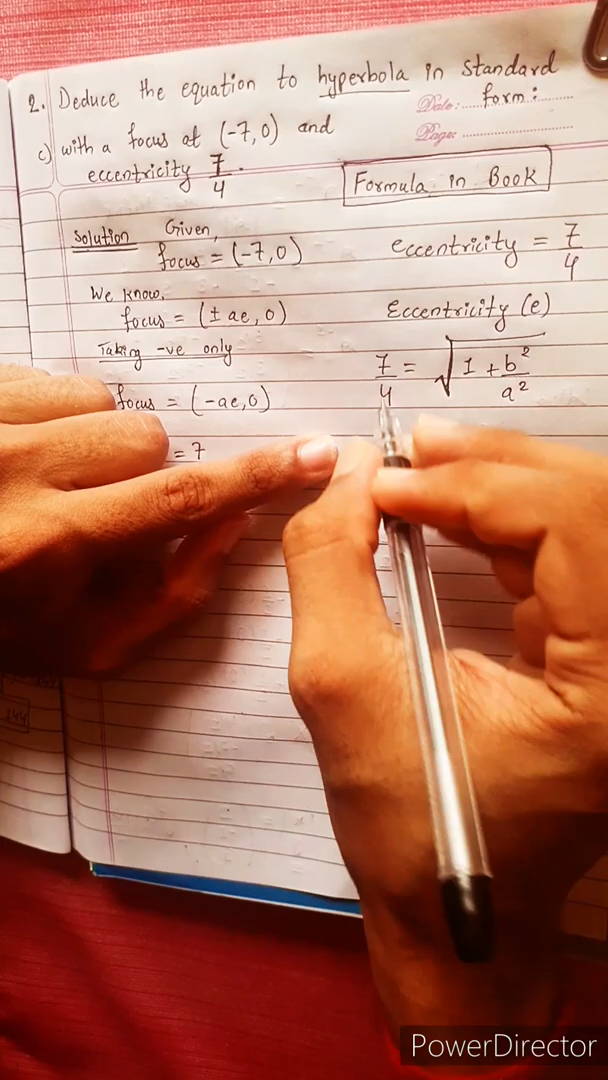 2. Deduce the equation to hyperbola in standard
form:
Date:
c) with a focus at (-7,0) and
Page:
eccentricity 7/4.
Formula in Book
Solution Given,
focus = (-7,0)
eccentricity = 7/4
We know,
focus = (± ae, 0)
Eccentricity (e)
Taking -ve only
7/4 = √(1 + b²/a²)
focus = (-ae,0)
= 7
144
PowerDirector